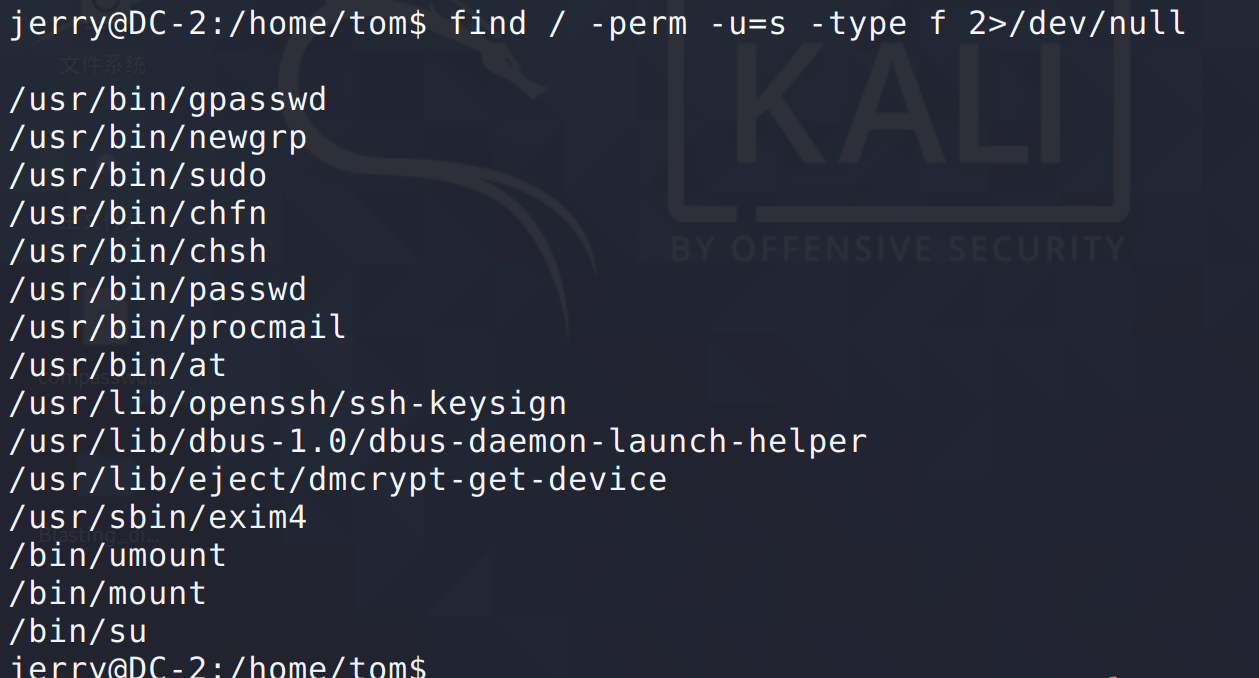 jerry@DC-2:/home/tom$ find / -perm -u=s -type f 2>/dev/null
文件系统
/usr/bin/gpasswd
/usr/bin/newgrp
/usr/bin/sudo
/usr/bin/chfn
/usr/bin/chsh
/usr/bin/passwd
/usr/bin/procmail
/usr/bin/at
/usr/lib/openssh/ssh-keysign
/usr/lib/dbus-1.0/dbus-daemon-launch-helper
/usr/lib/eject/dmcrypt-get-device
/usr/sbin/exim4
/bin/umount
/bin/mount
/bin/su
jerry@DC-2:/home/tom$
KALI
BY OFFENSIVE SECURITY